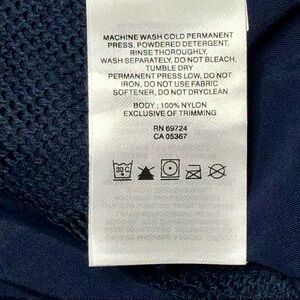 MACHINE WASH COLD PERMANENT
PRESS, POWDERED DETERGENT,
RINSE THOROUGHLY,
WASH SEPARATELY, DO NOT BLEACH,
TUMBLE DRY
PERMANENT PRESS LOW, DO NOT
IRON, DO NOT USE FABRIC
SOFTENER, DO NOT DRYCLEAN
BODY : 100% NYLON
EXCLUSIVE OF TRIMMING
RN 69724
CA 05367
30C